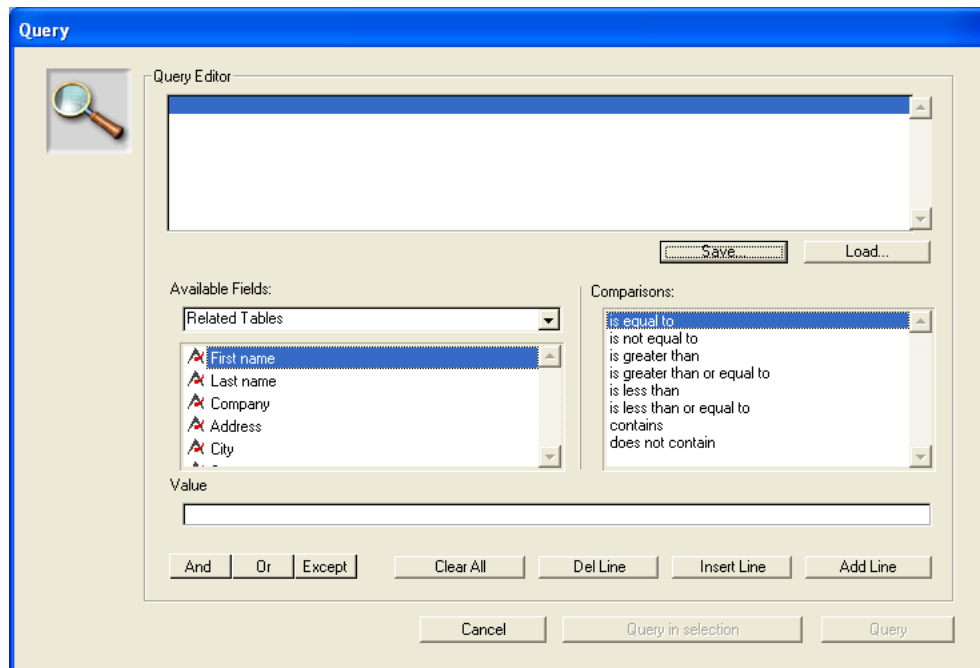 Query
Query Editor
Save... Load...
Available Fields: Comparisons:
Related Tables
First name
Last name
Company
Address
City
is equal to
is not equal to
is greater than
is greater than or equal to
is less than
is less than or equal to
contains
does not contain
Value
And Or Except Clear All Del Line Insert Line Add Line
Cancel Query in selection Query